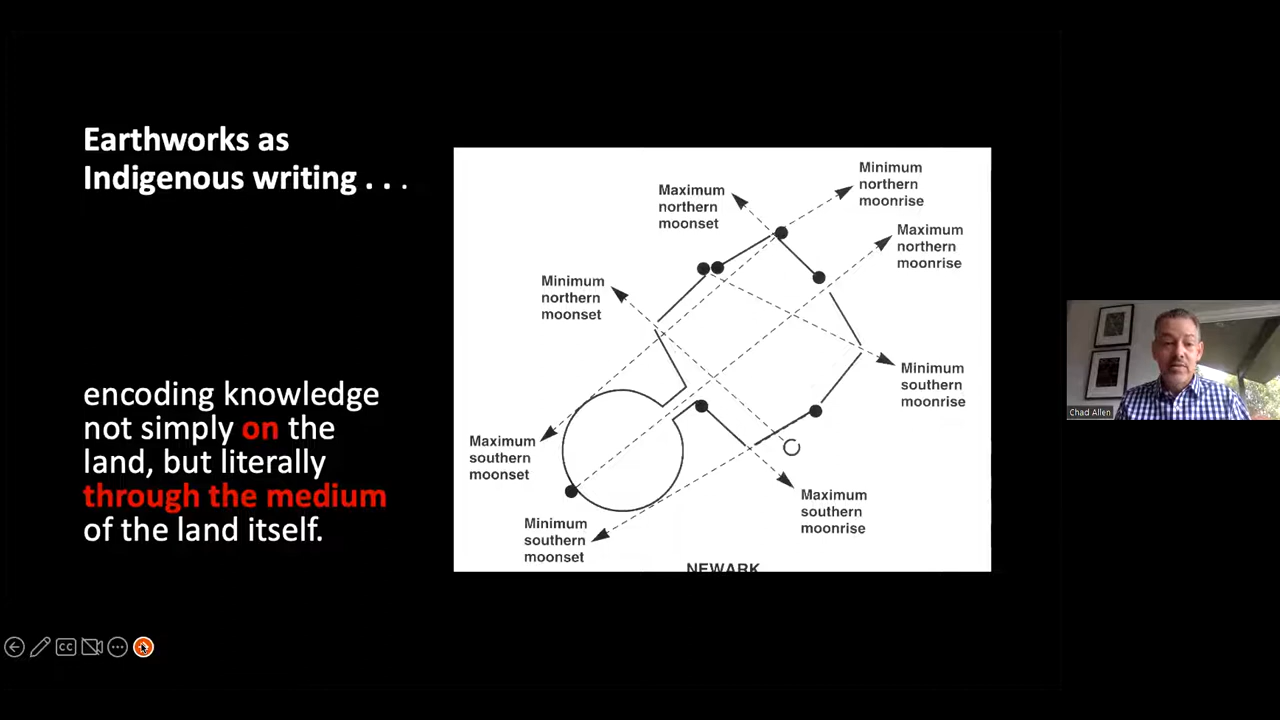 Earthworks as
Indigenous writing . . .
encoding knowledge
not simply on the
land, but literally
through the medium
of the land itself.
Minimum
northern
moonrise
Maximum
northern
moonset
Maximum
northern
moonrise
Minimum
northern
moonset
Minimum
southern
moonrise
Maximum
southern
moonset
Maximum
southern
moonrise
Minimum
southern
moonset
NEWARK
CC
Chad Allen